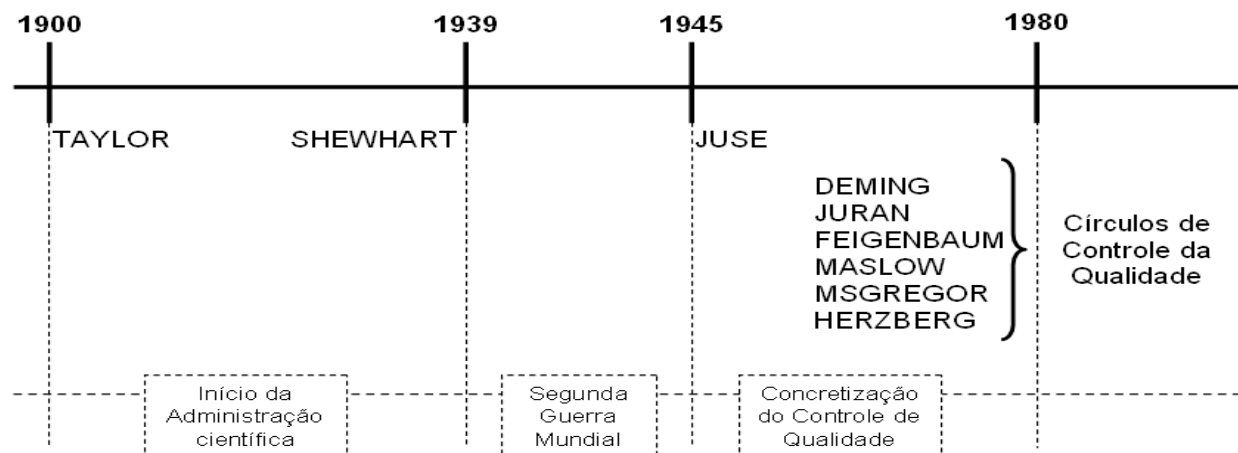 1900
1939
1945
1980
TAYLOR
SHEWHART
JUSE
DEMING
JURAN
FEIGENBAUM
MASLOW
MSGREGOR
HERZBERG
Círculos de
Controle da
Qualidade
Início da
Administração
científica
Segunda
Guerra
Mundial
Concretização
do Controle de
Qualidade